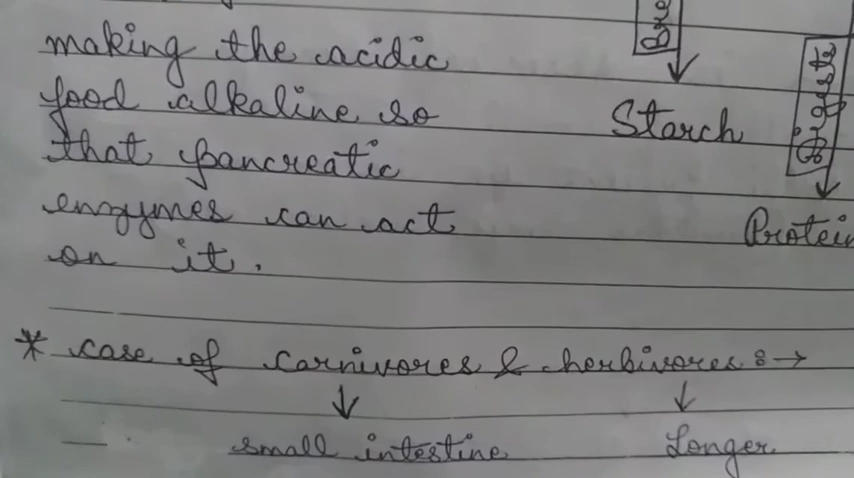 making the acidic
food alkaline so
that pancreatic
enzymes can act
on it.
Starch
Digests
Protein
* case of carnivores & herbivores :→
↓ ↓
small intestine Longer